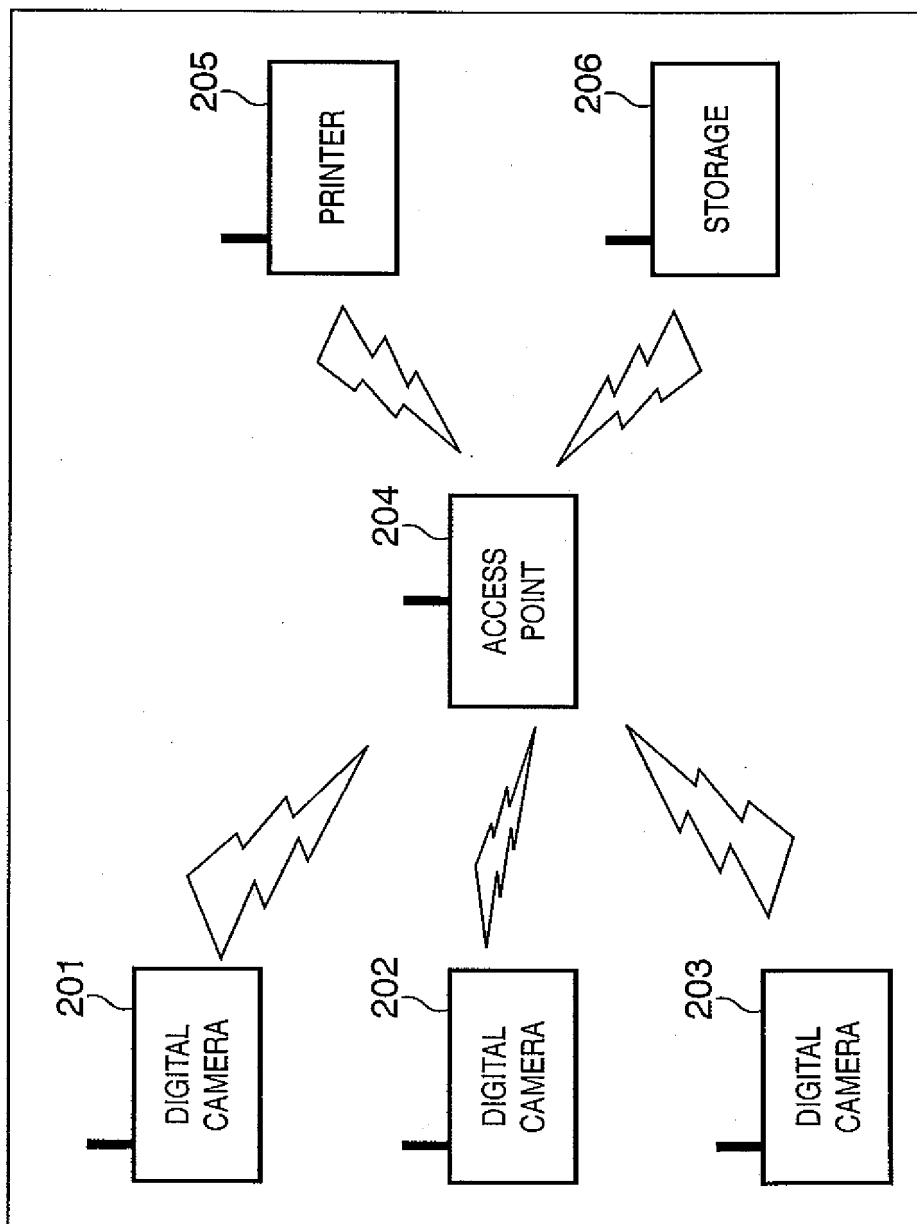 201
DIGITAL
CAMERA
202
DIGITAL
CAMERA
203
DIGITAL
CAMERA
204
ACCESS
POINT
205
PRINTER
206
STORAGE